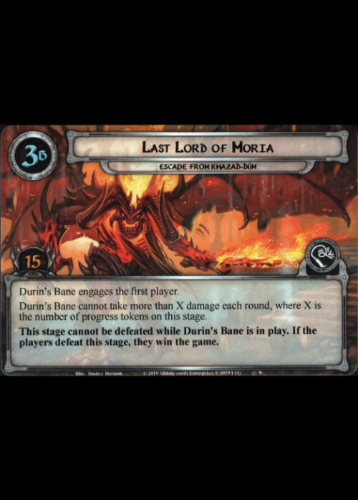 3B
LAST LORD OF MORIA
ESCAPE FROM KHAZAD-DÛM
15
Durin's Bane engages the first player.
Durin's Bane cannot take more than X damage each round, where X is
the number of progress tokens on this stage.
This stage cannot be defeated while Durin's Bane is in play. If the
players defeat this stage, they win the game.